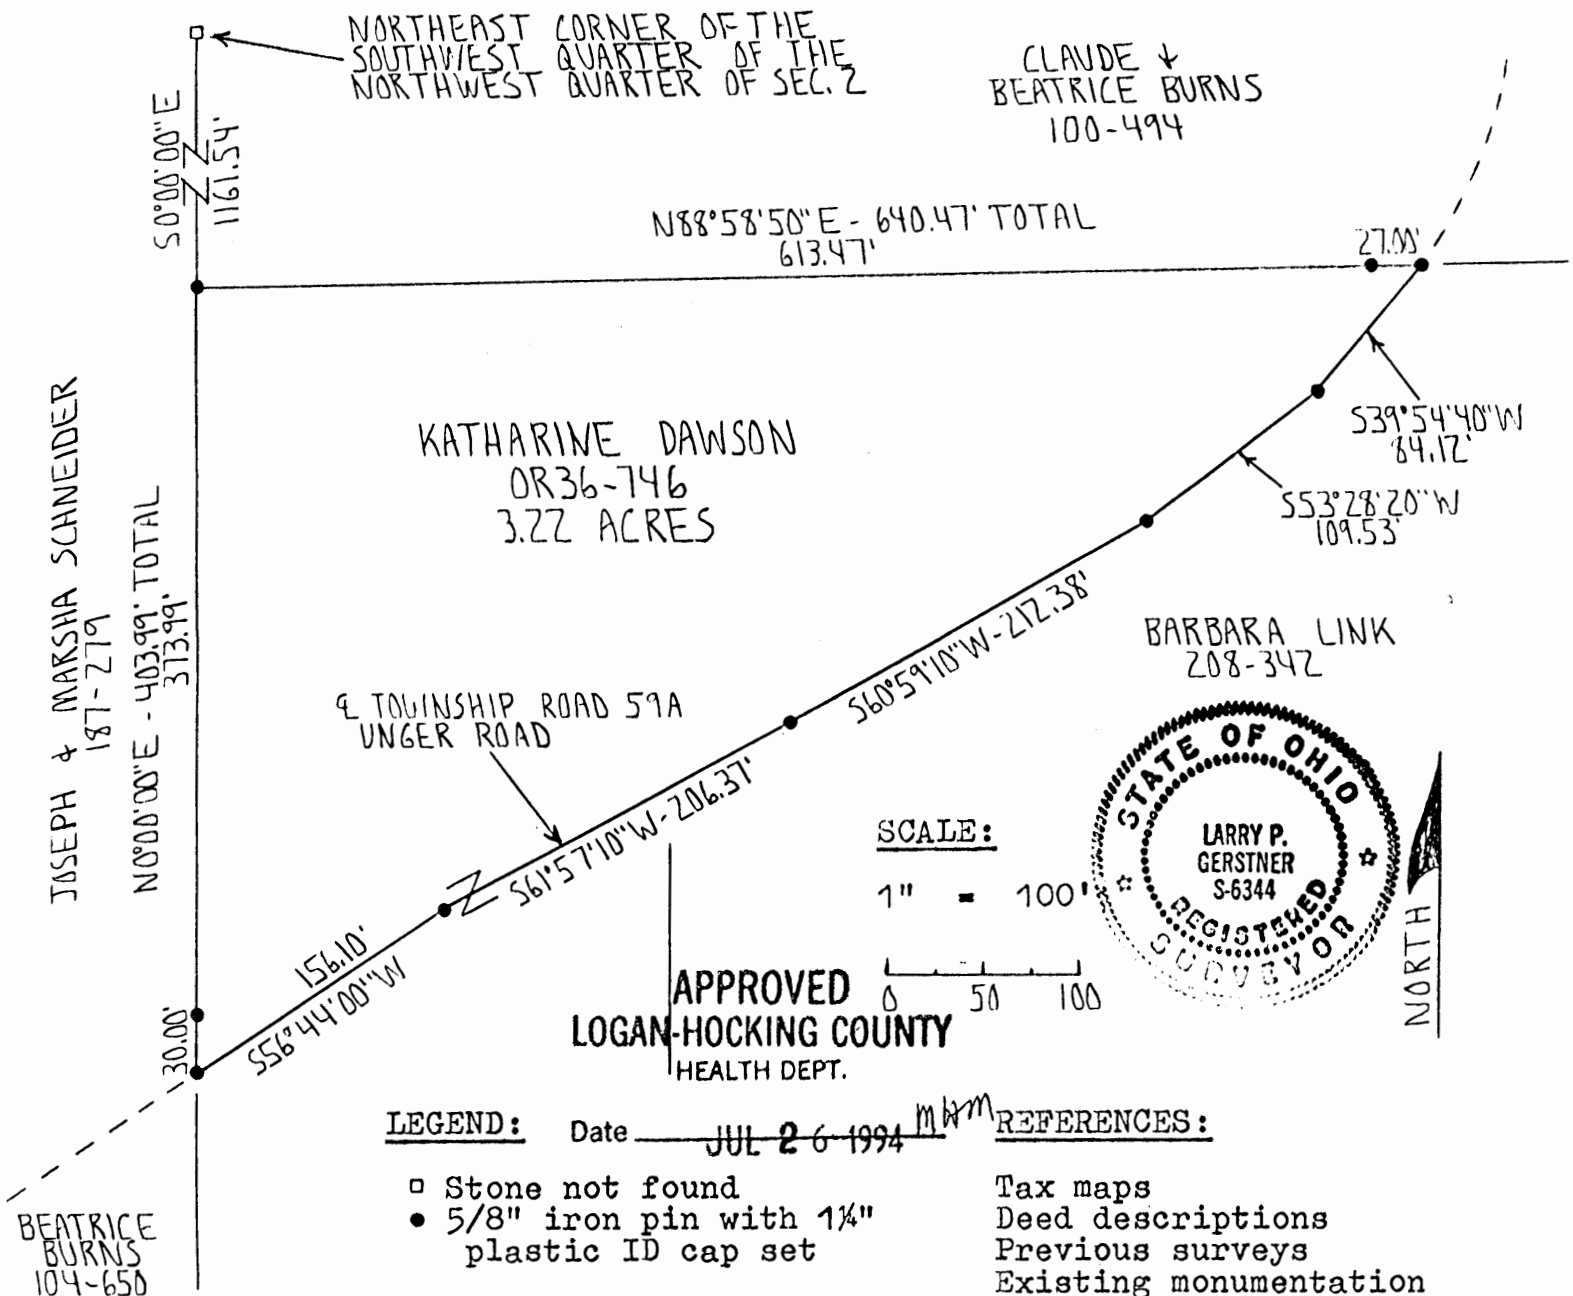 NORTHEAST CORNER OF THE
SOUTHWEST QUARTER OF THE
NORTHWEST QUARTER OF SEC. 2
CLAUDE &
BEATRICE BURNS
100-494
S0°00'00"E
1161.54'
N88°58'50"E - 640.47' TOTAL
613.47'
27.00'
S39°54'40"W
84.12'
S53°28'20"W
109.53'
KATHARINE DAWSON
OR36-746
3.22 ACRES
JOSEPH & MARSHA SCHNEIDER
187-279
N0°00'00"E - 403.99' TOTAL
373.99'
S60°59'10"W-212.38'
BARBARA LINK
208-342
℄ TOWNSHIP ROAD 59A
UNGER ROAD
S61°57'10"W-206.37'
156.10'
S56°44'00"W
30.00'
SCALE:
1" = 100'
0 50 100
STATE OF OHIO
LARRY P.
GERSTNER
S-6344
REGISTERED
SURVEYOR
NORTH
APPROVED
LOGAN-HOCKING COUNTY
HEALTH DEPT.
Date JUL 26 1994 MWM
LEGEND:
□ Stone not found
● 5/8" iron pin with 1¼"
plastic ID cap set
REFERENCES:
Tax maps
Deed descriptions
Previous surveys
Existing monumentation
BEATRICE
BURNS
104-650